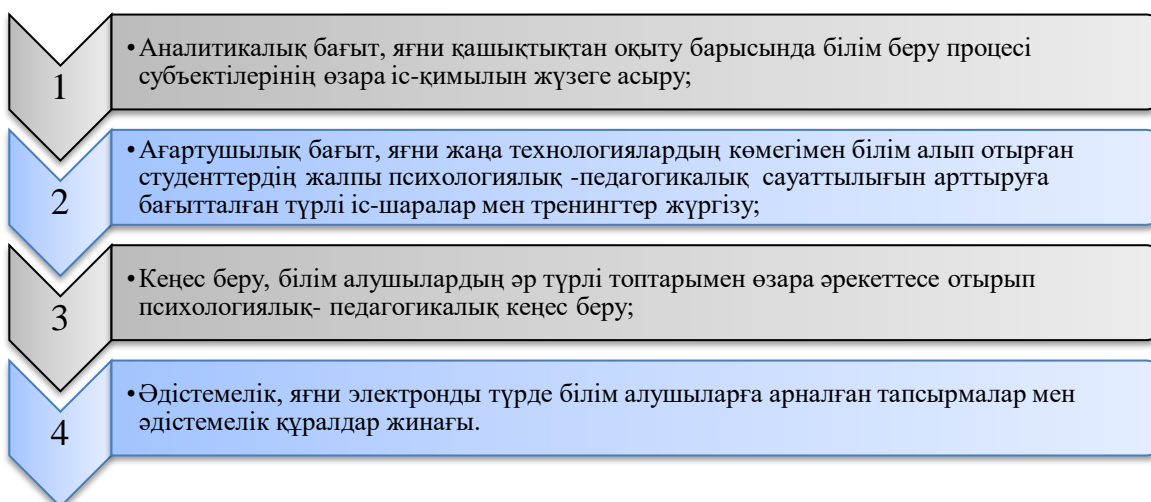 1
•Аналитикалық бағыт, яғни қашықтықтан оқыту барысында білім беру процесі
субъектілерінің өзара іс-қимылын жүзеге асыру;
2
•Ағартушылық бағыт, яғни жаңа технологиялардың көмегімен білім алып отырған
студенттердің жалпы психологиялық -педагогикалық сауаттылығын арттыруға
бағытталған түрлі іс-шаралар мен тренингтер жүргізу;
3
•Кеңес беру, білім алушылардың әр түрлі топтарымен өзара әрекеттесе отырып
психологиялық- педагогикалық кеңес беру;
4
•Әдістемелік, яғни электронды түрде білім алушыларға арналған тапсырмалар мен
әдістемелік құралдар жинағы.